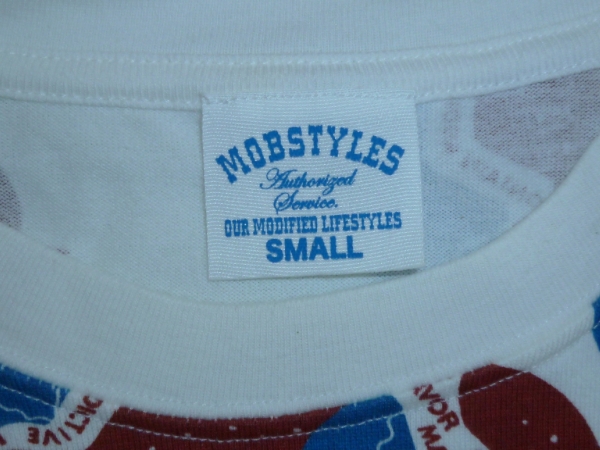 MOBSTYLES
Authorized
Service.
OUR MODIFIED LIFESTYLES
SMALL